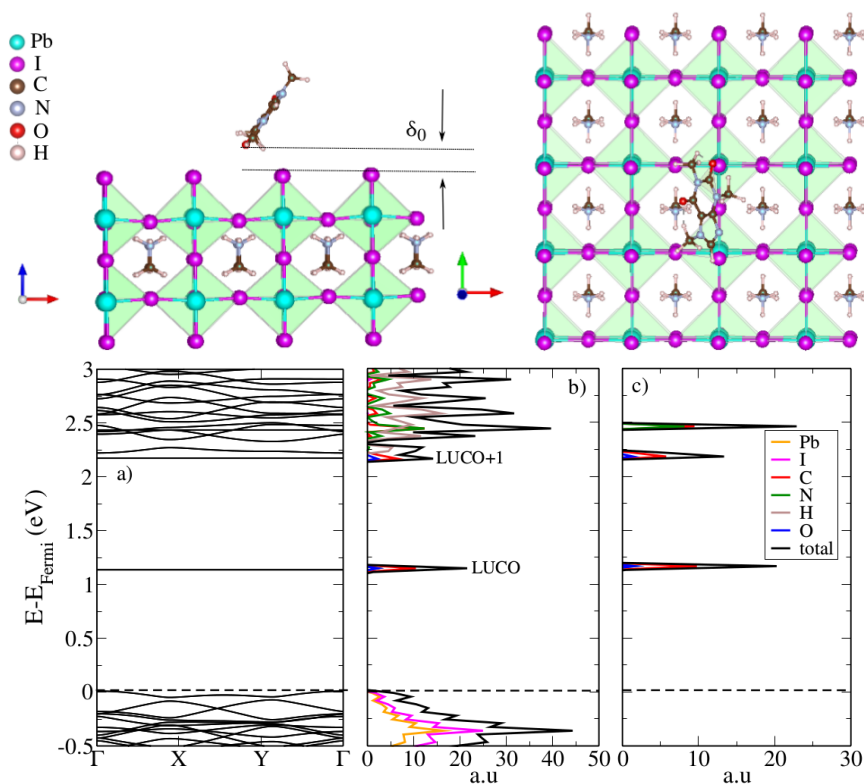 Pb
I
C
N
O
H
δ0
E-EFermi (eV)
3
2.5
2
1.5
1
0.5
0
-0.5
a)
Γ X Y Γ
b)
LUCO+1
LUCO
0 10 20 30 40 50
a.u
c)
Pb
I
C
N
H
O
total
0 10 20 30
a.u